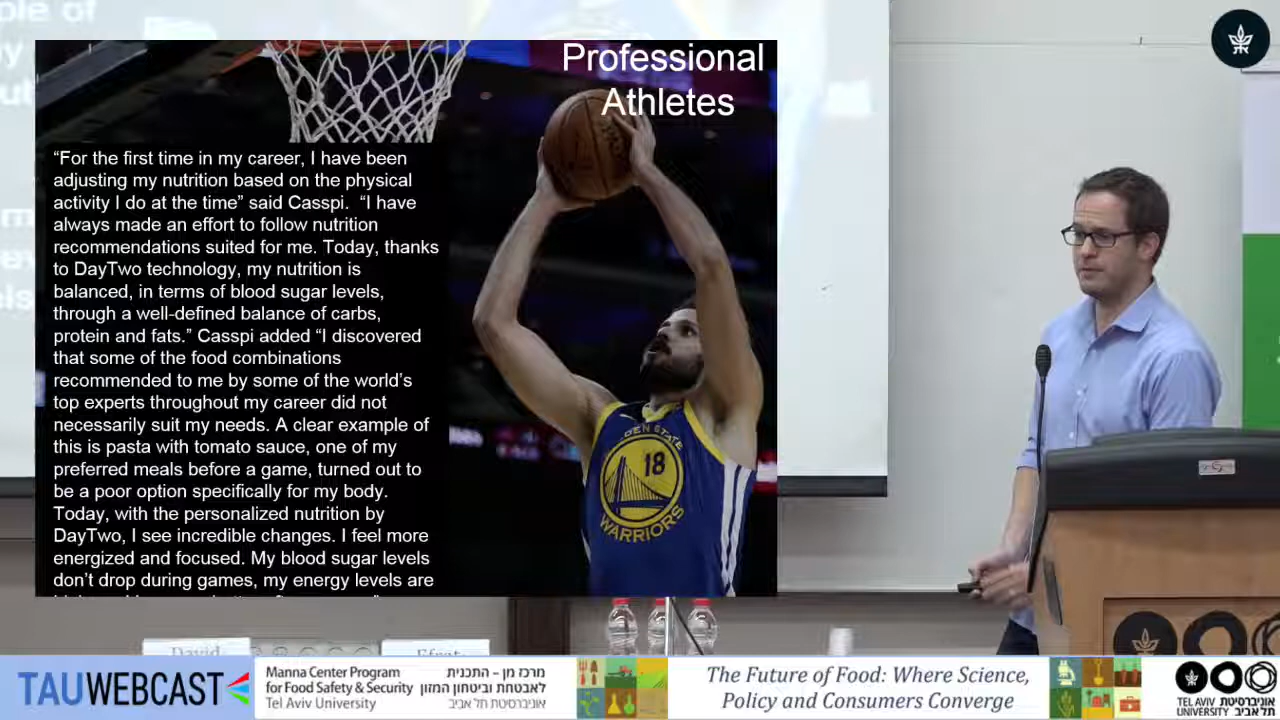 Professional
Athletes
“For the first time in my career, I have been
adjusting my nutrition based on the physical
activity I do at the time” said Casspi.  “I have
always made an effort to follow nutrition
recommendations suited for me. Today, thanks
to DayTwo technology, my nutrition is
balanced, in terms of blood sugar levels,
through a well-defined balance of carbs,
protein and fats.” Casspi added “I discovered
that some of the food combinations
recommended to me by some of the world’s
top experts throughout my career did not
necessarily suit my needs. A clear example of
this is pasta with tomato sauce, one of my
preferred meals before a game, turned out to
be a poor option specifically for my body.
Today, with the personalized nutrition by
DayTwo, I see incredible changes. I feel more
energized and focused. My blood sugar levels
don’t drop during games, my energy levels are
18
WARRIORS
David
Efrat
TAUWEBCAST
Manna Center Program
for Food Safety & Security
Tel Aviv University
מרכז מן – התכנית
לאבטחת וביטחון המזון
אוניברסיטת תל אביב
The Future of Food: Where Science,
Policy and Consumers Converge
TEL AVIV אוניברסיטת
UNIVERSITY תל אביב